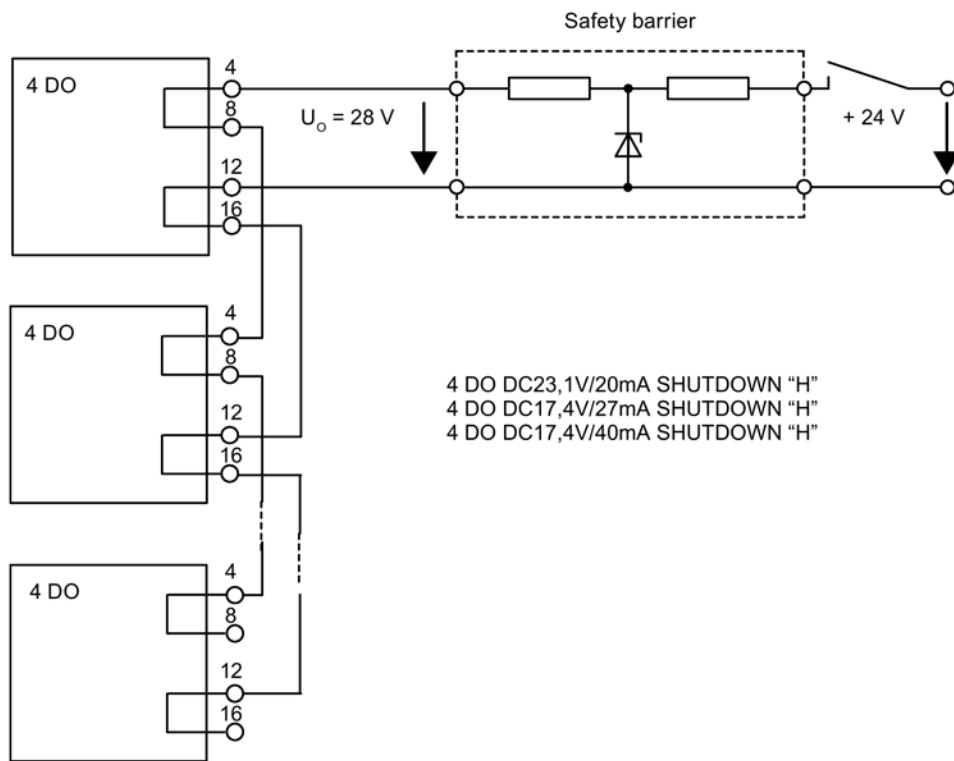 Safety barrier
4 DO
4
8
12
16
Uo = 28 V
+ 24 V
4 DO
4
8
12
16
4 DO DC23,1V/20mA SHUTDOWN “H”
4 DO DC17,4V/27mA SHUTDOWN “H”
4 DO DC17,4V/40mA SHUTDOWN “H”
4 DO
4
8
12
16